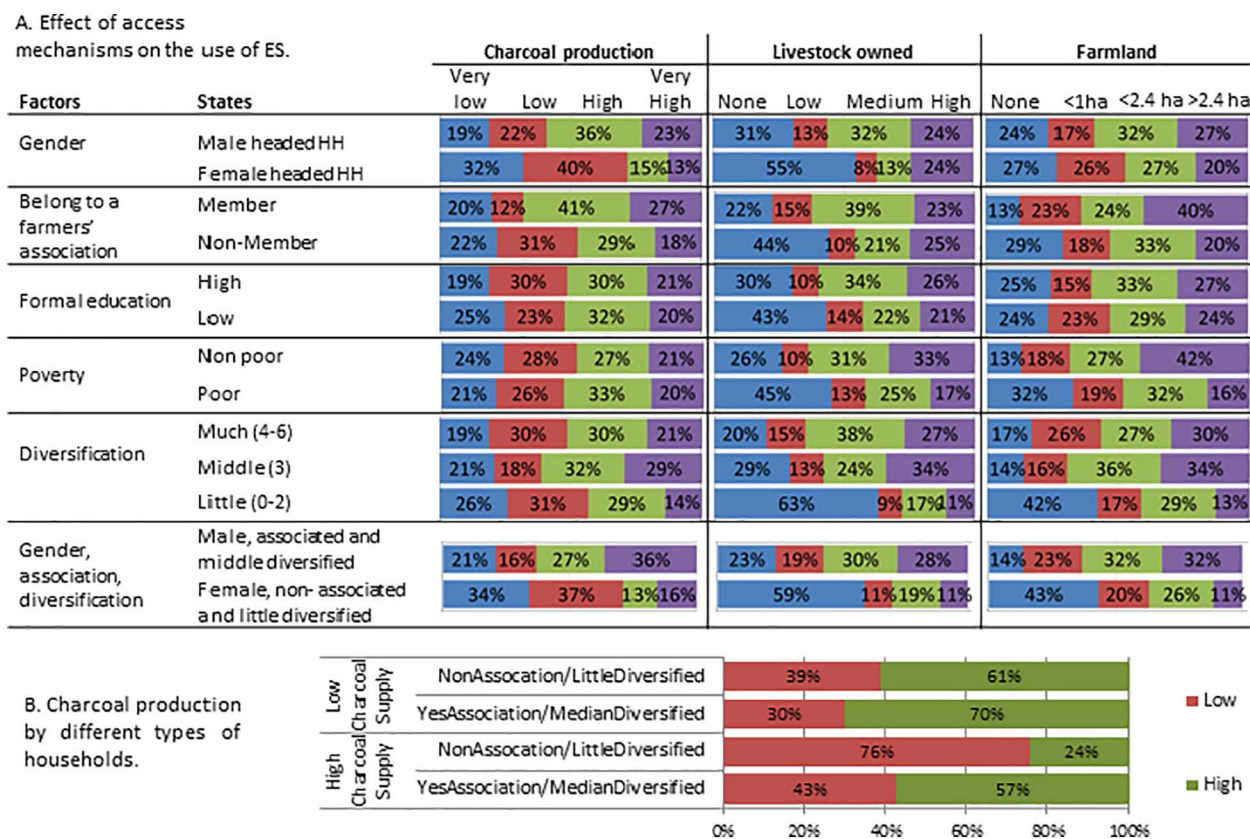 A. Effect of access
mechanisms on the use of ES.
Charcoal production Livestock owned Farmland
Very Very
Factors States low Low High High None Low Medium High None <1ha <2.4 ha >2.4 ha
Gender Male headed HH 19% 22% 36% 23% 31% 13% 32% 24% 24% 17% 32% 27%
Female headed HH 32% 40% 15% 13% 55% 8% 13% 24% 27% 26% 27% 20%
Belong to a Member 20% 12% 41% 27% 22% 15% 39% 23% 13% 23% 24% 40%
farmers'
association Non-Member 22% 31% 29% 18% 44% 10% 21% 25% 29% 18% 33% 20%
Formal education High 19% 30% 30% 21% 30% 10% 34% 26% 25% 15% 33% 27%
Low 25% 23% 32% 20% 43% 14% 22% 21% 24% 23% 29% 24%
Poverty Non poor 24% 28% 27% 21% 26% 10% 31% 33% 13% 18% 27% 42%
Poor 21% 26% 33% 20% 45% 13% 25% 17% 32% 19% 32% 16%
Diversification Much (4-6) 19% 30% 30% 21% 20% 15% 38% 27% 17% 26% 27% 30%
Middle (3) 21% 18% 32% 29% 29% 13% 24% 34% 14% 16% 36% 34%
Little (0-2) 26% 31% 29% 14% 63% 9% 17% 11% 42% 17% 29% 13%
Gender, Male, associated and
association, middle diversified 21% 16% 27% 36% 23% 19% 30% 28% 14% 23% 32% 32%
diversification Female, non- associated 34% 37% 13% 16% 59% 11% 19% 11% 43% 20% 26% 11%
and little diversified
B. Charcoal production
by different types of
households.
Low
Charcoal
Supply
NonAssocation/LittleDiversified 39% 61%
YesAssociation/MedianDiversified 30% 70%
High
Charcoal
Supply
NonAssocation/LittleDiversified 76% 24%
YesAssociation/MedianDiversified 43% 57%
Low
High
0% 20% 40% 60% 80% 100%